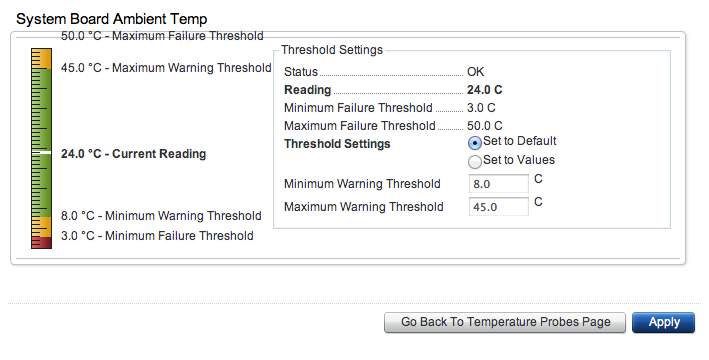 System Board Ambient Temp
50.0 °C - Maximum Failure Threshold
45.0 °C - Maximum Warning Threshold
24.0 °C - Current Reading
8.0 °C - Minimum Warning Threshold
3.0 °C - Minimum Failure Threshold
Threshold Settings
Status OK
Reading 24.0 C
Minimum Failure Threshold 3.0 C
Maximum Failure Threshold 50.0 C
Threshold Settings Set to Default
Set to Values
Minimum Warning Threshold 8.0 C
Maximum Warning Threshold 45.0 C
Go Back To Temperature Probes Page Apply